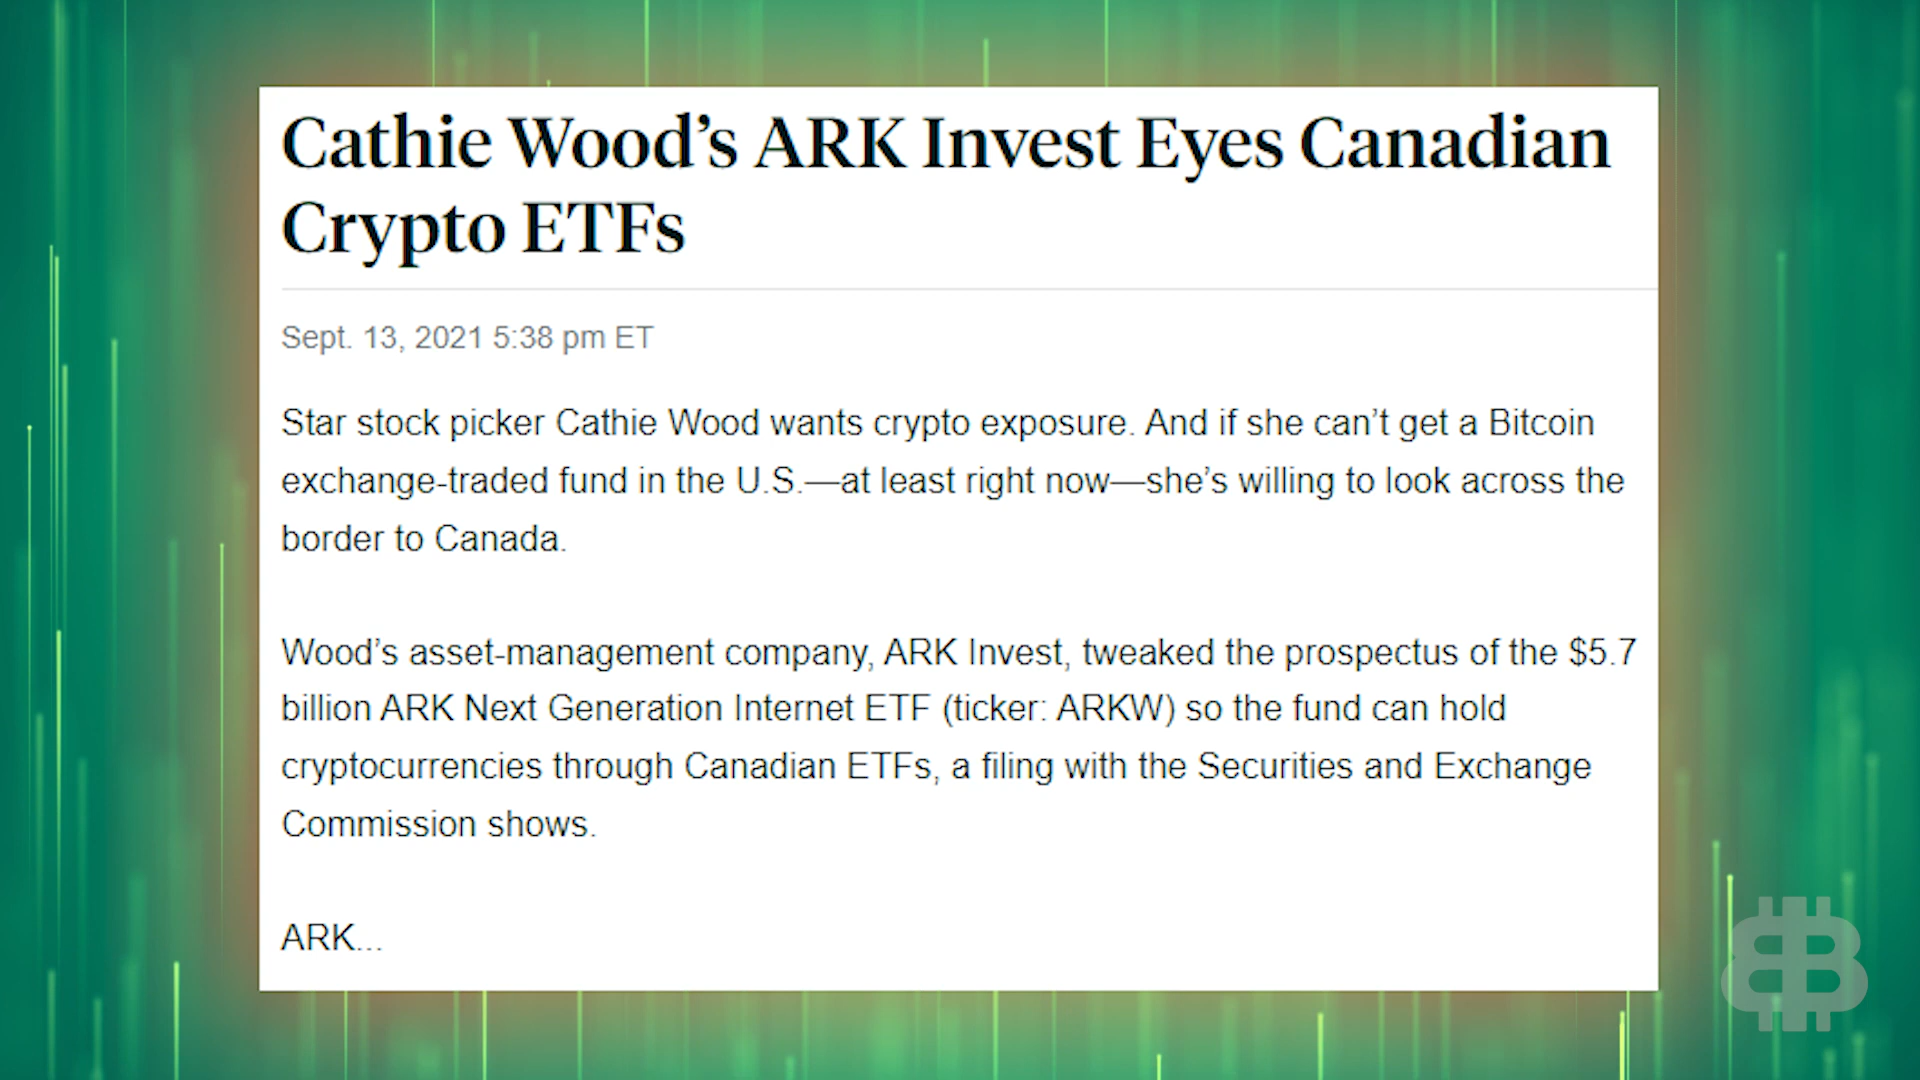 Cathie Wood’s ARK Invest Eyes Canadian
Crypto ETFs
Sept. 13, 2021 5:38 pm ET
Star stock picker Cathie Wood wants crypto exposure. And if she can’t get a Bitcoin
exchange-traded fund in the U.S.—at least right now—she’s willing to look across the
border to Canada.
Wood’s asset-management company, ARK Invest, tweaked the prospectus of the $5.7
billion ARK Next Generation Internet ETF (ticker: ARKW) so the fund can hold
cryptocurrencies through Canadian ETFs, a filing with the Securities and Exchange
Commission shows.
ARK...